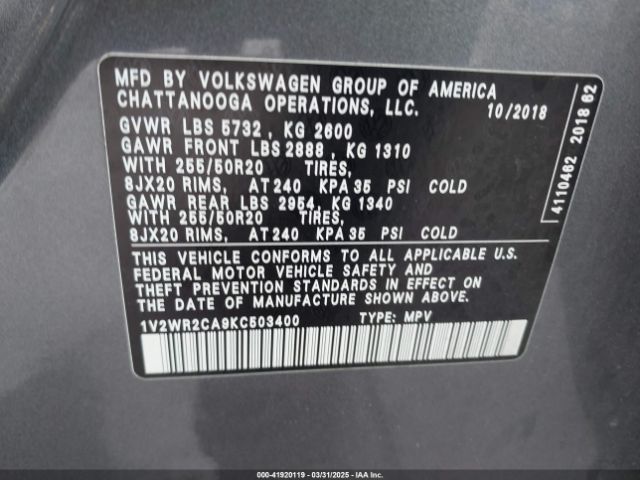 MFD BY VOLKSWAGEN GROUP OF AMERICA
CHATTANOOGA OPERATIONS, LLC. 10/2018
GVWR LBS 5732 , KG 2600
GAWR FRONT LBS 2888 , KG 1310
WITH 255/50R20 TIRES,
8JX20 RIMS, AT 240 KPA 35 PSI COLD
GAWR REAR LBS 2954, KG 1340
WITH 255/50R20 TIRES,
8JX20 RIMS, AT 240 KPA 35 PSI COLD
THIS VEHICLE CONFORMS TO ALL APPLICABLE U.S.
FEDERAL MOTOR VEHICLE SAFETY AND
THEFT PREVENTION STANDARDS IN EFFECT ON
THE DATE OF MANUFACTURE SHOWN ABOVE.
1V2WR2CA9KC503400 TYPE: MPV
4110462 2018 62
000-41920119 - 03/31/2025 - Copart, Inc.